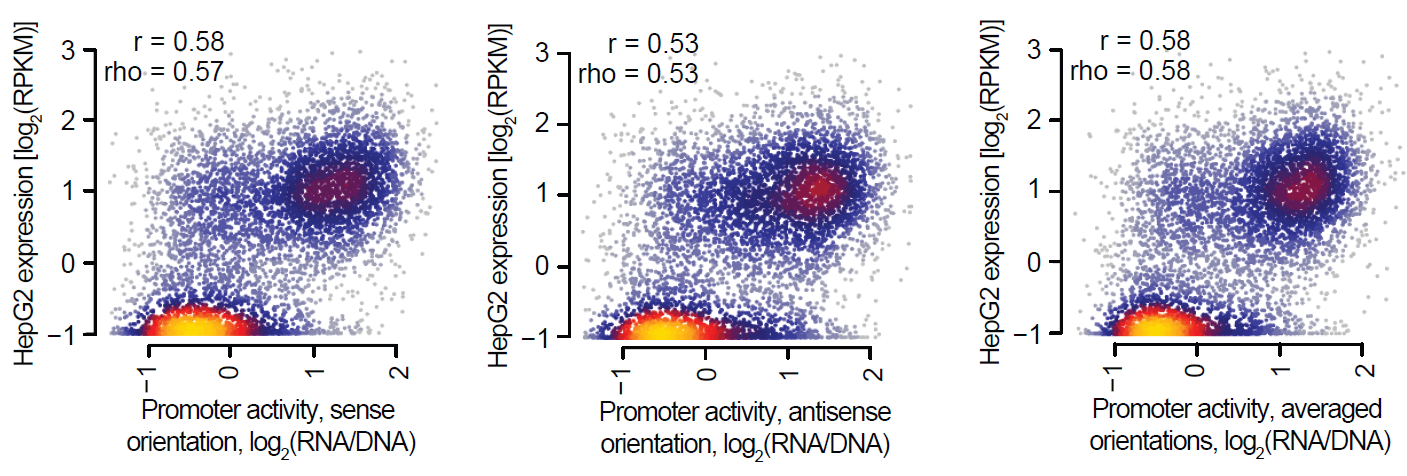 HepG2 expression [log2(RPKM)]
r = 0.58
rho = 0.57
3
2
1
0
−1
−1
0
1
2
Promoter activity, sense
orientation, log2(RNA/DNA)
HepG2 expression [log2(RPKM)]
r = 0.53
rho = 0.53
3
2
1
0
−1
−1
0
1
2
Promoter activity, antisense
orientation, log2(RNA/DNA)
HepG2 expression [log2(RPKM)]
r = 0.58
rho = 0.58
3
2
1
0
−1
−1
0
1
2
Promoter activity, averaged
orientations, log2(RNA/DNA)